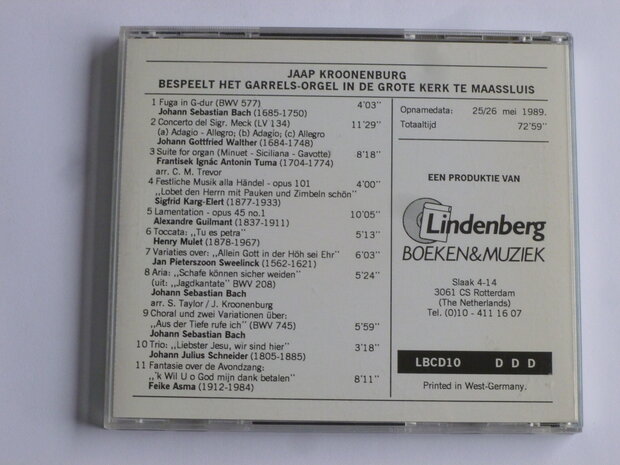 JAAP KROONENBURG
BESPEELT HET GARRELS-ORGEL IN DE GROTE KERK TE MAASSLUIS
1 Fuga in G-dur (BWV 577) 4'03''
Johann Sebastian Bach (1685-1750)
2 Concerto del Sigr. Meck (LV 134) 11'29''
(a) Adagio - Allegro; (b) Adagio; (c) Allegro
Johann Gottfried Walther (1684-1748)
3 Suite for organ (Minuet - Siciliana - Gavotte) 8'18''
Frantisek Ignác Antonin Tuma (1704-1774)
arr. C. M. Trevor
4 Festliche Musik alla Händel - opus 101 4'00''
,,Lobet den Herrn mit Pauken und Zimbeln schön''
Sigfrid Karg-Elert (1877-1933)
5 Lamentation - opus 45 no.1 10'05''
Alexandre Guilmant (1837-1911)
6 Toccata: ,,Tu es petra'' 5'13''
Henry Mulet (1878-1967)
7 Variaties over: ,,Allein Gott in der Höh sei Ehr'' 6'03''
Jan Pieterszoon Sweelinck (1562-1621)
8 Aria: ,,Schafe können sicher weiden'' 5'24''
(uit: ,,Jagdkantate'' BWV 208)
Johann Sebastian Bach
arr. S. Taylor / J. Kroonenburg
9 Choral und zwei Variationen über:
,,Aus der Tiefe rufe ich'' (BWV 745) 5'59''
Johann Sebastian Bach
10 Trio: ,,Liebster Jesu, wir sind hier'' 3'18''
Johann Julius Schneider (1805-1885)
11 Fantasie over de Avondzang:
,,'k Wil U o God mijn dank betalen'' 8'11''
Feike Asma (1912-1984)
Opnamedata: 25/26 mei 1989.
Totaaltijd 72'59''
EEN PRODUKTIE VAN
Lindenberg
BOEKEN&MUZIEK
Slaak 4-14
3061 CS Rotterdam
(The Netherlands)
Tel. (0)10 - 411 16 07
LBCD10 D D D
Printed in West-Germany.